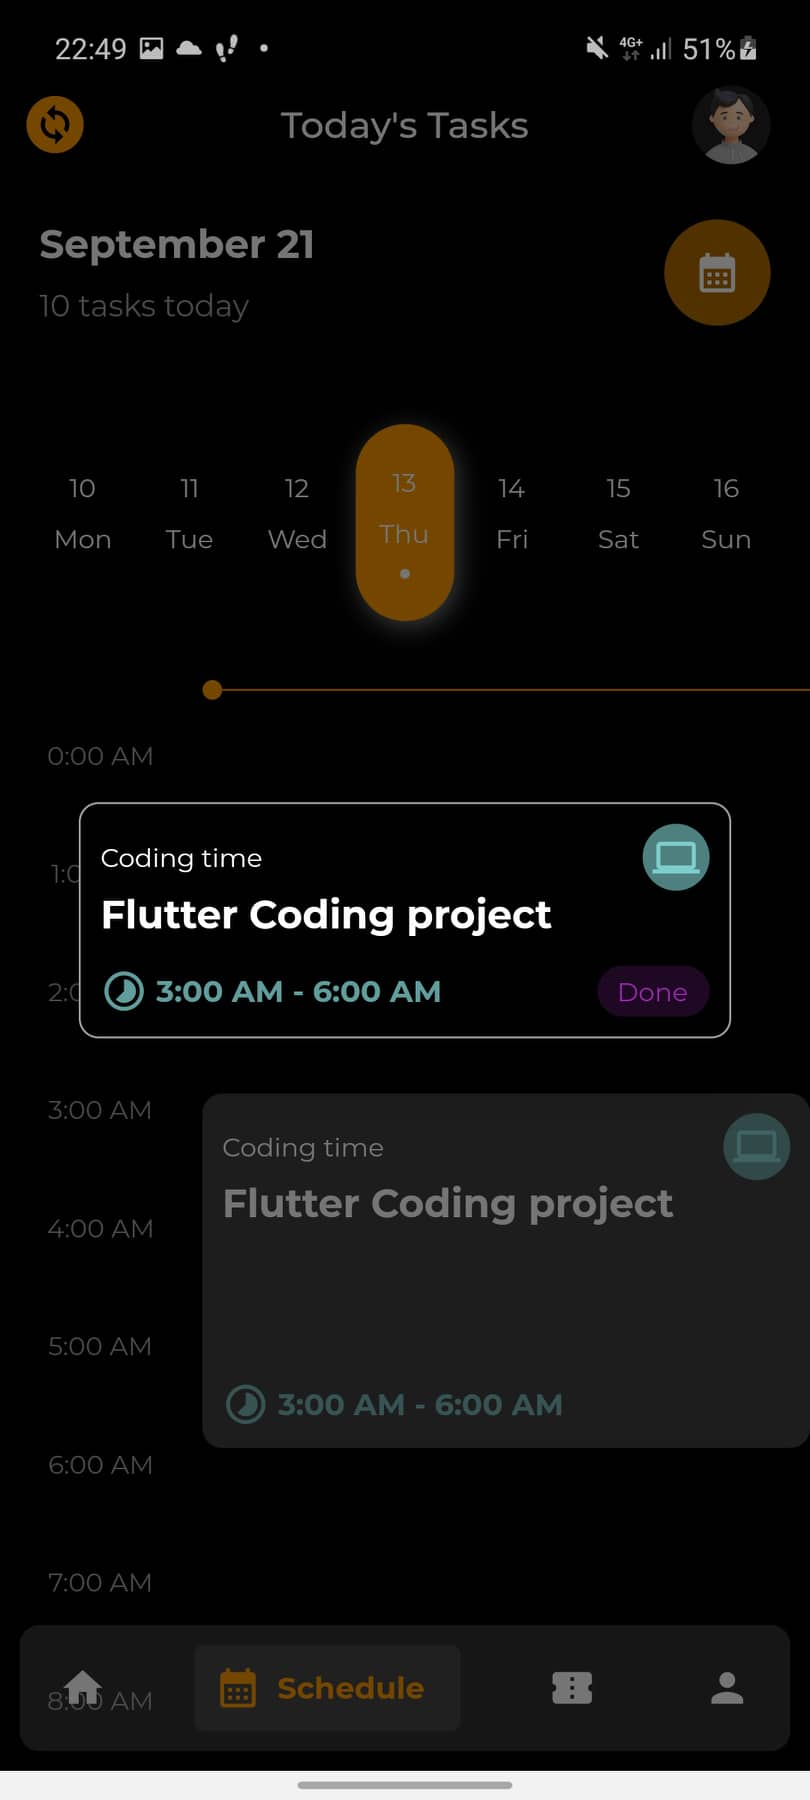 22:49
4G+
51%
Today's Tasks
September 21
10 tasks today
10 11 12 13 14 15 16
Mon Tue Wed Thu Fri Sat Sun
0:00 AM
1:0
Coding time
Flutter Coding project
2:0
3:00 AM - 6:00 AM
Done
3:00 AM
Coding time
Flutter Coding project
4:00 AM
5:00 AM
3:00 AM - 6:00 AM
6:00 AM
7:00 AM
8:00 AM
Schedule